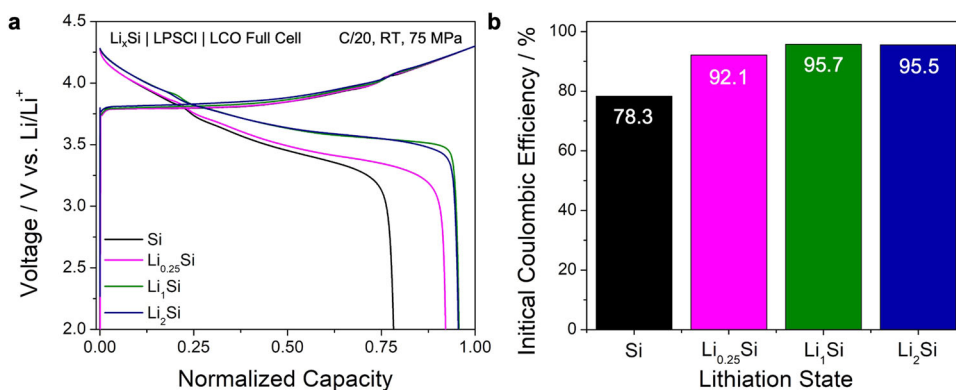 a
Li_xSi | LPSCl | LCO Full Cell
C/20, RT, 75 MPa
Voltage / V vs. Li/Li⁺
4.5
4.0
3.5
3.0
2.5
2.0
Si
Li₀.₂₅Si
Li₁Si
Li₂Si
0.00
0.25
0.50
0.75
1.00
Normalized Capacity
b
Initical Coulombic Efficiency / %
100
80
60
40
20
0
78.3
92.1
95.7
95.5
Si
Li₀.₂₅Si
Li₁Si
Li₂Si
Lithiation State